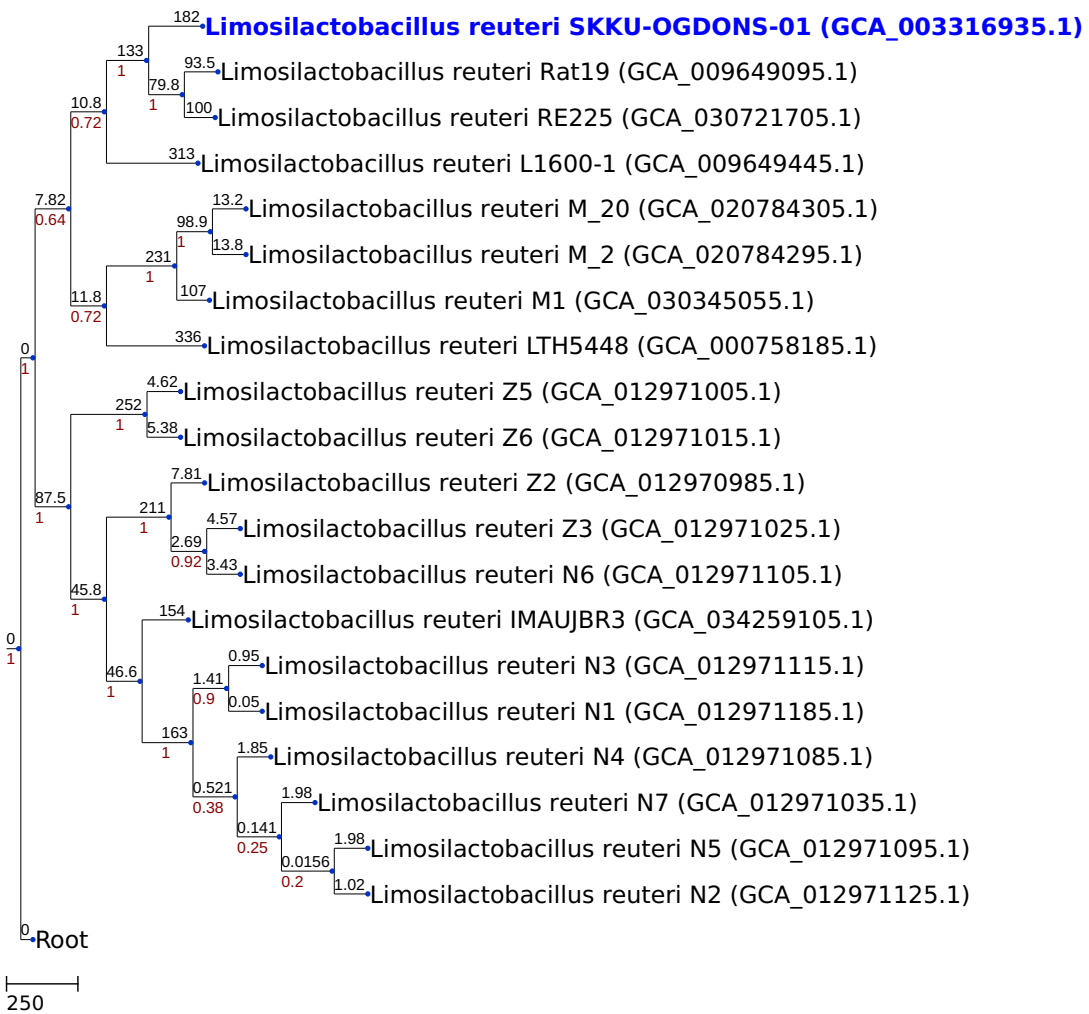 182
Limosilactobacillus reuteri SKKU-OGDONS-01 (GCA_003316935.1)
133
1
93.5
Limosilactobacillus reuteri Rat19 (GCA_009649095.1)
79.8
1
10.8
0.72
100
Limosilactobacillus reuteri RE225 (GCA_030721705.1)
313
Limosilactobacillus reuteri L1600-1 (GCA_009649445.1)
7.82
0.64
13.2
Limosilactobacillus reuteri M_20 (GCA_020784305.1)
98.9
1
13.8
Limosilactobacillus reuteri M_2 (GCA_020784295.1)
231
1
107
Limosilactobacillus reuteri M1 (GCA_030345055.1)
11.8
0.72
336
Limosilactobacillus reuteri LTH5448 (GCA_000758185.1)
0
1
4.62
Limosilactobacillus reuteri Z5 (GCA_012971005.1)
252
1
5.38
Limosilactobacillus reuteri Z6 (GCA_012971015.1)
7.81
Limosilactobacillus reuteri Z2 (GCA_012970985.1)
87.5
1
211
1
4.57
Limosilactobacillus reuteri Z3 (GCA_012971025.1)
2.69
0.92
3.43
Limosilactobacillus reuteri N6 (GCA_012971105.1)
45.8
1
154
Limosilactobacillus reuteri IMAUJBR3 (GCA_034259105.1)
0
1
0.95
Limosilactobacillus reuteri N3 (GCA_012971115.1)
46.6
1
1.41
0.9
0.05
Limosilactobacillus reuteri N1 (GCA_012971185.1)
163
1
1.85
Limosilactobacillus reuteri N4 (GCA_012971085.1)
0.521
0.38
1.98
Limosilactobacillus reuteri N7 (GCA_012971035.1)
0.141
0.25
1.98
Limosilactobacillus reuteri N5 (GCA_012971095.1)
0.0156
0.2
1.02
Limosilactobacillus reuteri N2 (GCA_012971125.1)
0
Root
250